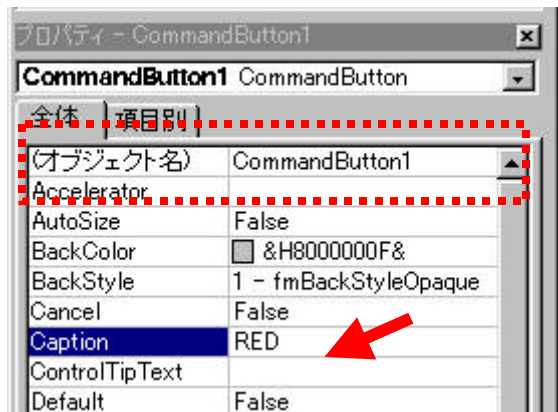 プロパティ - CommandButton1
CommandButton1 CommandButton
全体 項目別
(オブジェクト名) CommandButton1
Accelerator
AutoSize False
BackColor &H8000000F&
BackStyle 1 - fmBackStyleOpaque
Cancel False
Caption RED
ControlTipText
Default False